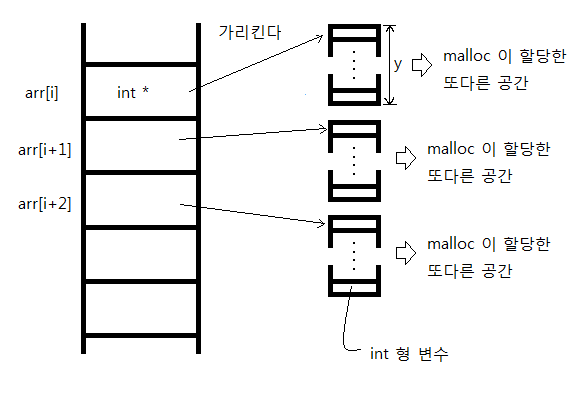 가리킨다
arr[i]
int *
y
malloc 이 할당한
또다른 공간
arr[i+1]
malloc 이 할당한
또다른 공간
arr[i+2]
malloc 이 할당한
또다른 공간
int 형 변수